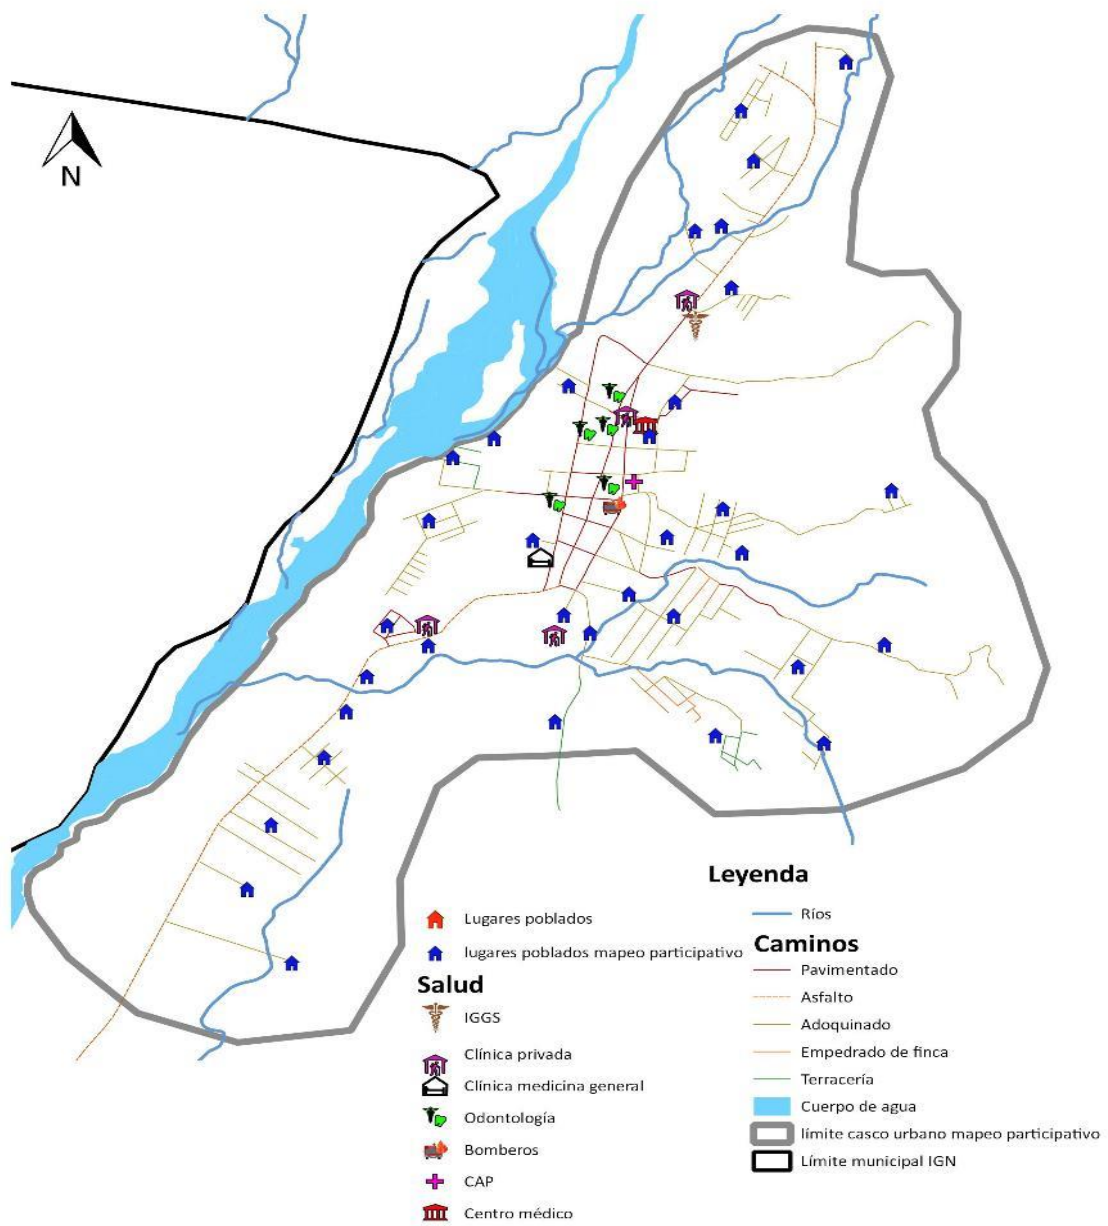 N
Leyenda
Lugares poblados
lugares poblados mapeo participativo
Salud
IGGS
Clínica privada
Clínica medicina general
Odontología
Bomberos
CAP
Centro médico
Ríos
Caminos
Pavimentado
Asfalto
Adoquinado
Empedrado de finca
Terracería
Cuerpo de agua
límite casco urbano mapeo participativo
Límite municipal IGN